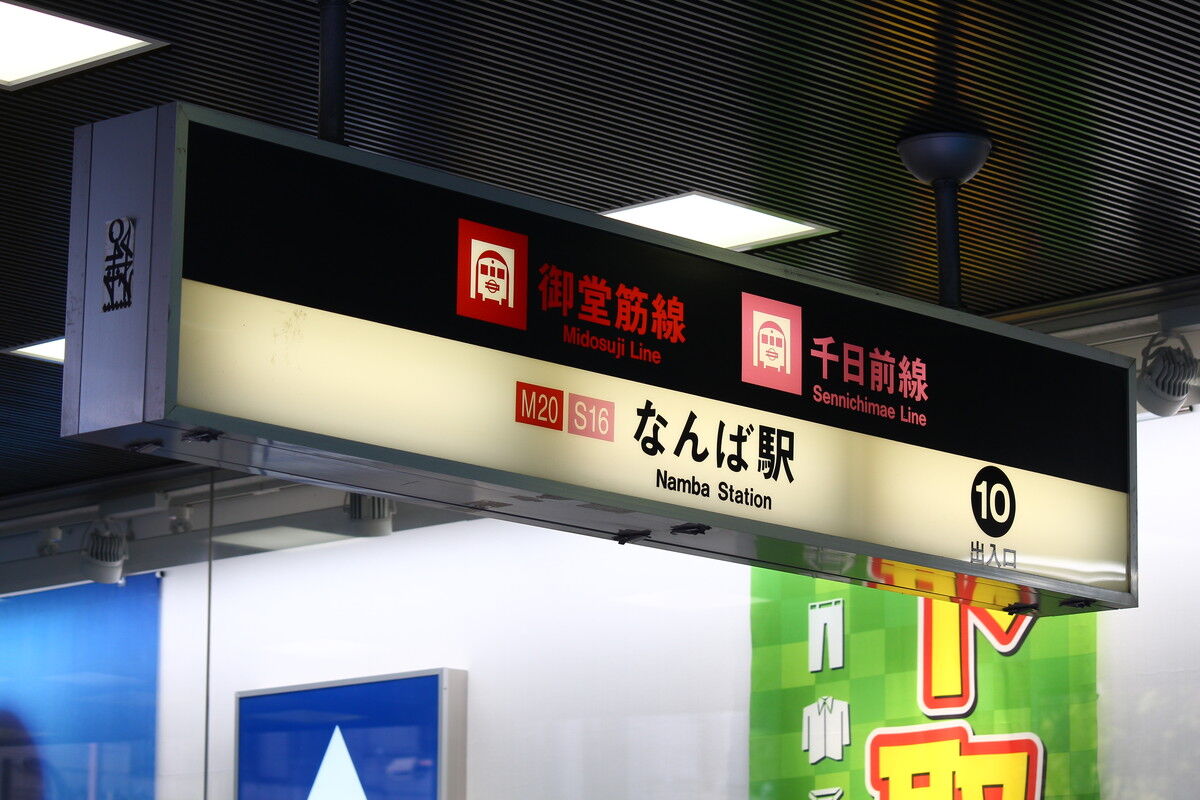 御堂筋線
Midosuji Line
千日前線
Sennichimae Line
M20 S16
なんば駅
Namba Station
10
出入口